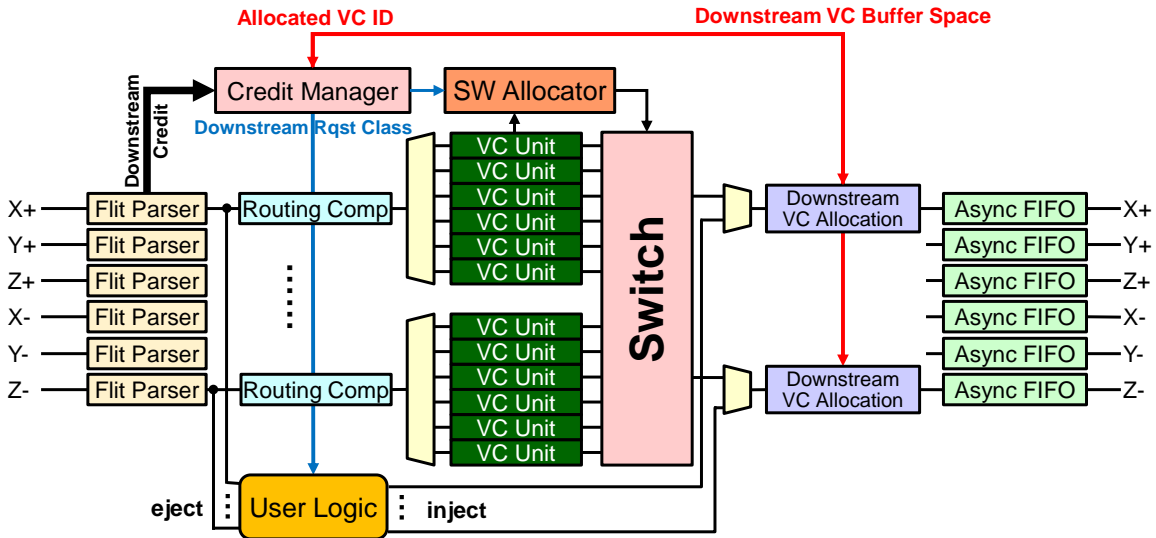 Allocated VC ID
Downstream VC Buffer Space
Downstream
Credit
Credit Manager
SW Allocator
Downstream Rqst Class
VC Unit
VC Unit
VC Unit
VC Unit
VC Unit
VC Unit
X+
Flit Parser
Routing Comp
Y+
Flit Parser
Z+
Flit Parser
X-
Flit Parser
Y-
Flit Parser
Z-
Flit Parser
Routing Comp
VC Unit
VC Unit
VC Unit
VC Unit
VC Unit
VC Unit
Switch
Downstream
VC Allocation
Downstream
VC Allocation
Async FIFO
X+
Async FIFO
Y+
Async FIFO
Z+
Async FIFO
X-
Async FIFO
Y-
Async FIFO
Z-
eject
User Logic
inject